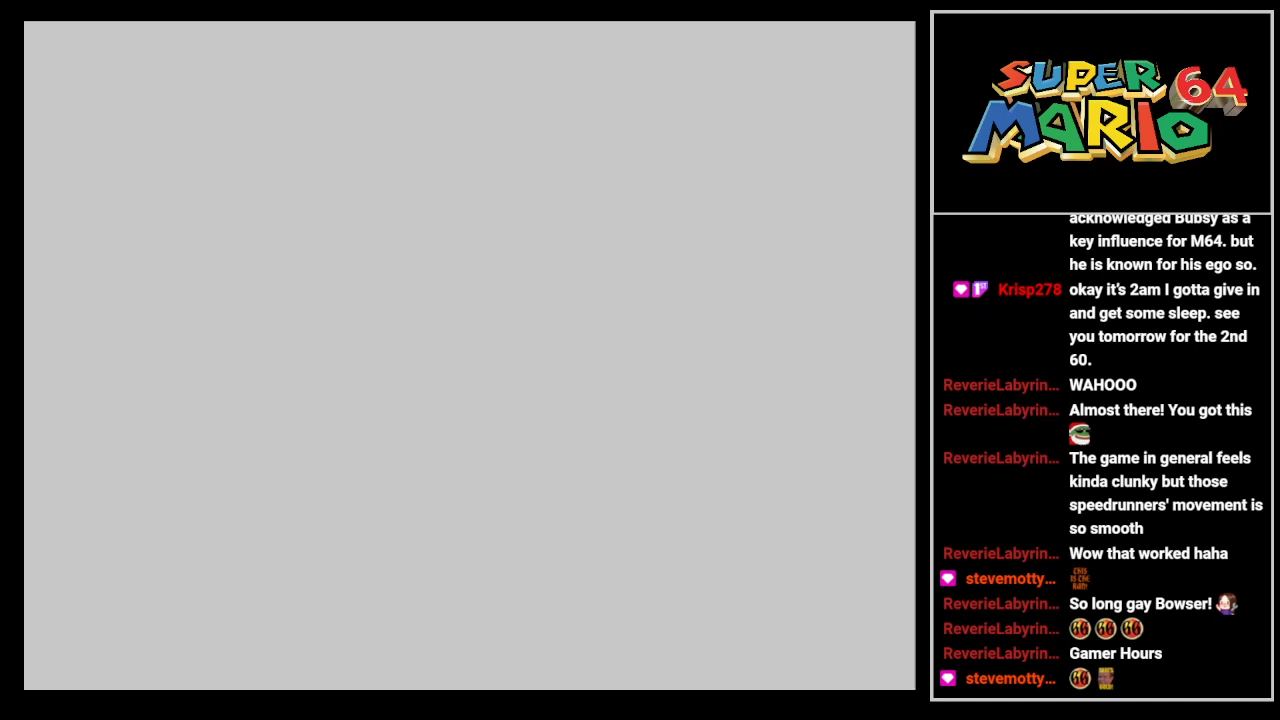 SUPER
MARIO 64
acknowledged Bubsy as a
key influence for M64. but
he is known for his ego so.
Krisp278 okay it's 2am I gotta give in
and get some sleep. see
you tomorrow for the 2nd
60.
ReverieLabyrin... WAHOOO
ReverieLabyrin... Almost there! You got this
ReverieLabyrin... The game in general feels
kinda clunky but those
speedrunners' movement is
so smooth
ReverieLabyrin... Wow that worked haha
stevemotty...
ReverieLabyrin... So long gay Bowser!
ReverieLabyrin...
ReverieLabyrin... Gamer Hours
stevemotty...